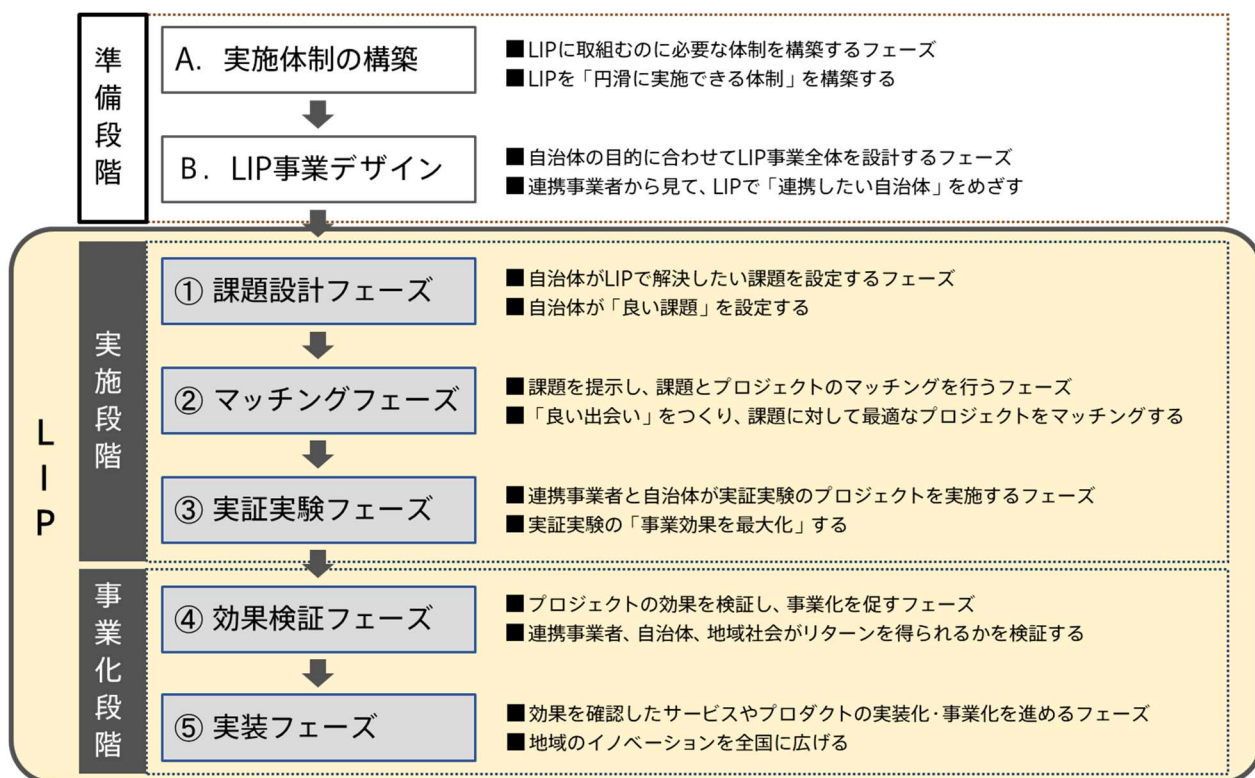 準備段階
A. 実施体制の構築
■LIPに取組むのに必要な体制を構築するフェーズ
■LIPを「円滑に実施できる体制」を構築する
B. LIP事業デザイン
■自治体の目的に合わせてLIP事業全体を設計するフェーズ
■連携事業者から見て、LIPで「連携したい自治体」をめざす
LIP
実施段階
① 課題設計フェーズ
■自治体がLIPで解決したい課題を設定するフェーズ
■自治体が「良い課題」を設定する
② マッチングフェーズ
■課題を提示し、課題とプロジェクトのマッチングを行うフェーズ
■「良い出会い」をつくり、課題に対して最適なプロジェクトをマッチングする
③ 実証実験フェーズ
■連携事業者と自治体が実証実験のプロジェクトを実施するフェーズ
■実証実験の「事業効果を最大化」する
事業化段階
④ 効果検証フェーズ
■プロジェクトの効果を検証し、事業化を促すフェーズ
■連携事業者、自治体、地域社会がリターンを得られるかを検証する
⑤ 実装フェーズ
■効果を確認したサービスやプロダクトの実装化・事業化を進めるフェーズ
■地域のイノベーションを全国に広げる